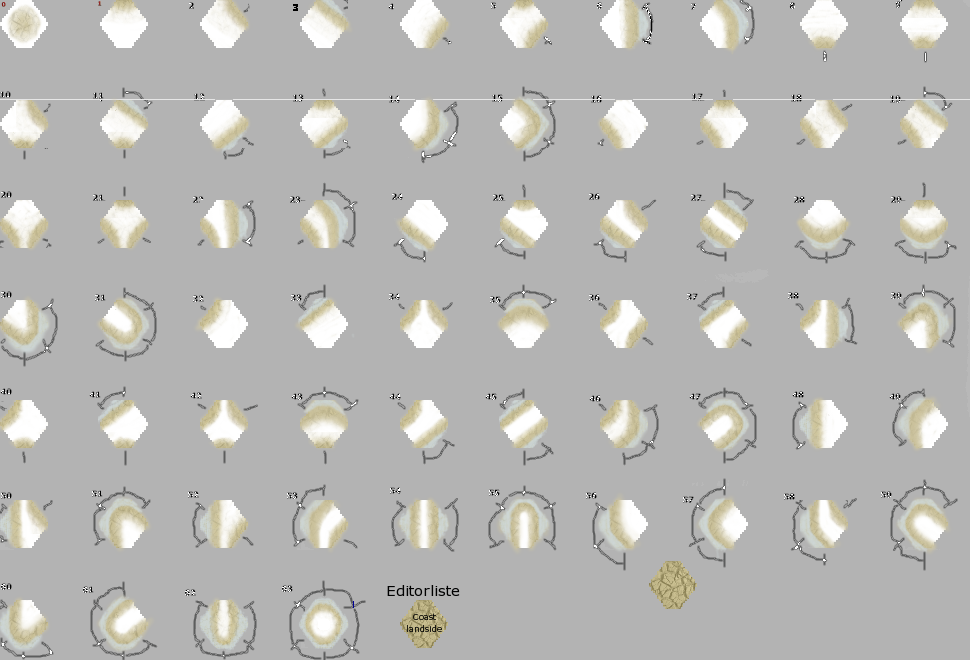 0 1 2 3 4 5 6 7 8 9
10 11 12 13 14 15 16 17 18 19
20 21 22 23 24 25 26 27 28 29
30 31 32 33 34 35 36 37 38 39
40 41 42 43 44 45 46 47 48 49
50 51 52 53 54 55 56 57 58 59
60 61 62 63
Editorliste
Coast
landside